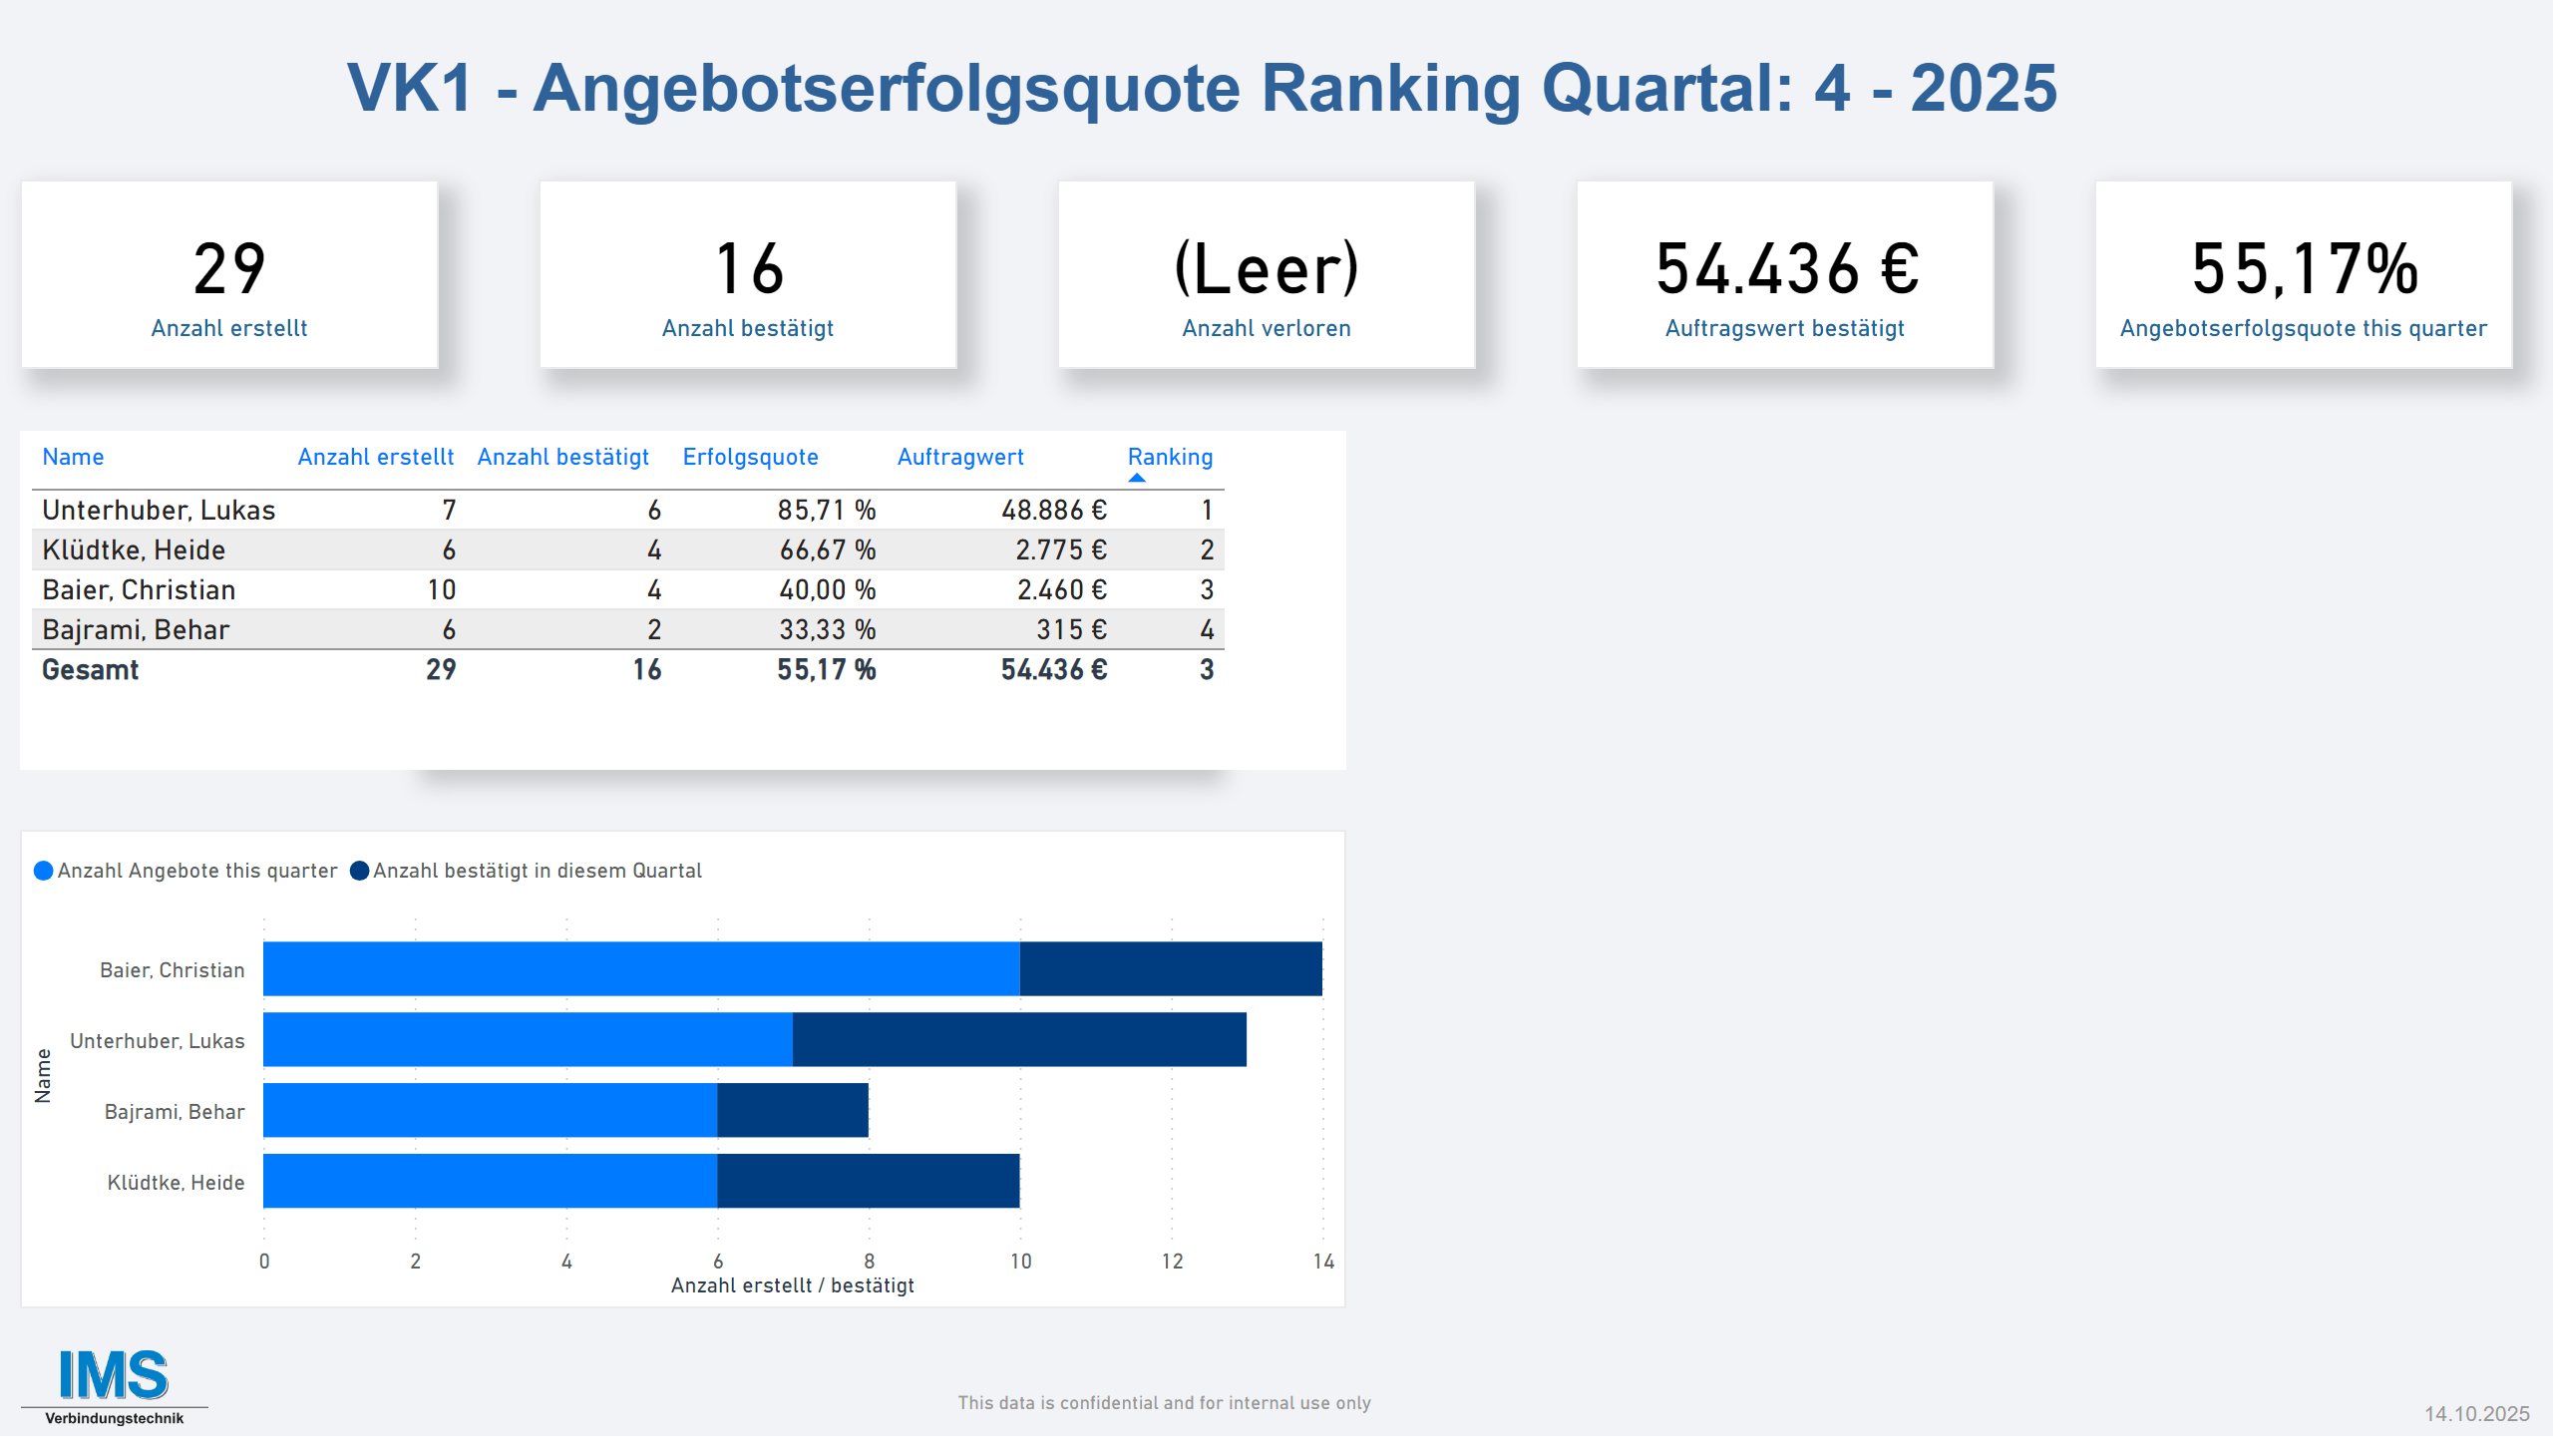 VK1 - Angebotserfolgsquote Ranking Quartal: 4 - 2025
29
Anzahl erstellt
16
Anzahl bestätigt
(Leer)
Anzahl verloren
54.436 €
Auftragswert bestätigt
55,17%
Angebotserfolgsquote this quarter
Name Anzahl erstellt Anzahl bestätigt Erfolgsquote Auftragwert Ranking
Unterhuber, Lukas 7 6 85,71 % 48.886 € 1
Klüdtke, Heide 6 4 66,67 % 2.775 € 2
Baier, Christian 10 4 40,00 % 2.460 € 3
Bajrami, Behar 6 2 33,33 % 315 € 4
Gesamt 29 16 55,17 % 54.436 € 3
Anzahl Angebote this quarter Anzahl bestätigt in diesem Quartal
Name
Baier, Christian
Unterhuber, Lukas
Bajrami, Behar
Klüdtke, Heide
0 2 4 6 8 10 12 14
Anzahl erstellt / bestätigt
IMS
Verbindungstechnik
This data is confidential and for internal use only
14.10.2025